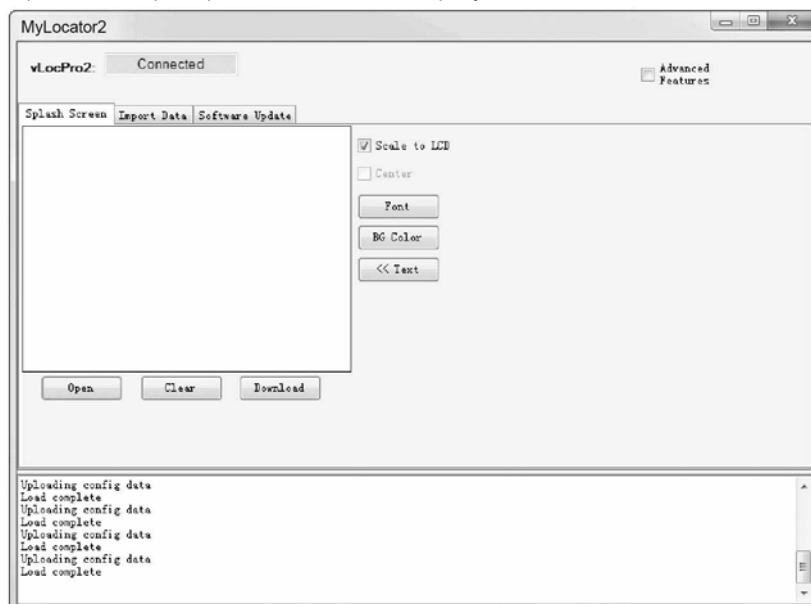 MyLocator2
vLocPro2: Connected
Advanced
Features
Splash Screen Import Data Software Update
Scale to LCD
Center
Font
BG Color
<< Text
Open Clear Download
Uploading config data
Load complete
Uploading config data
Load complete
Uploading config data
Load complete
Uploading config data
Load complete